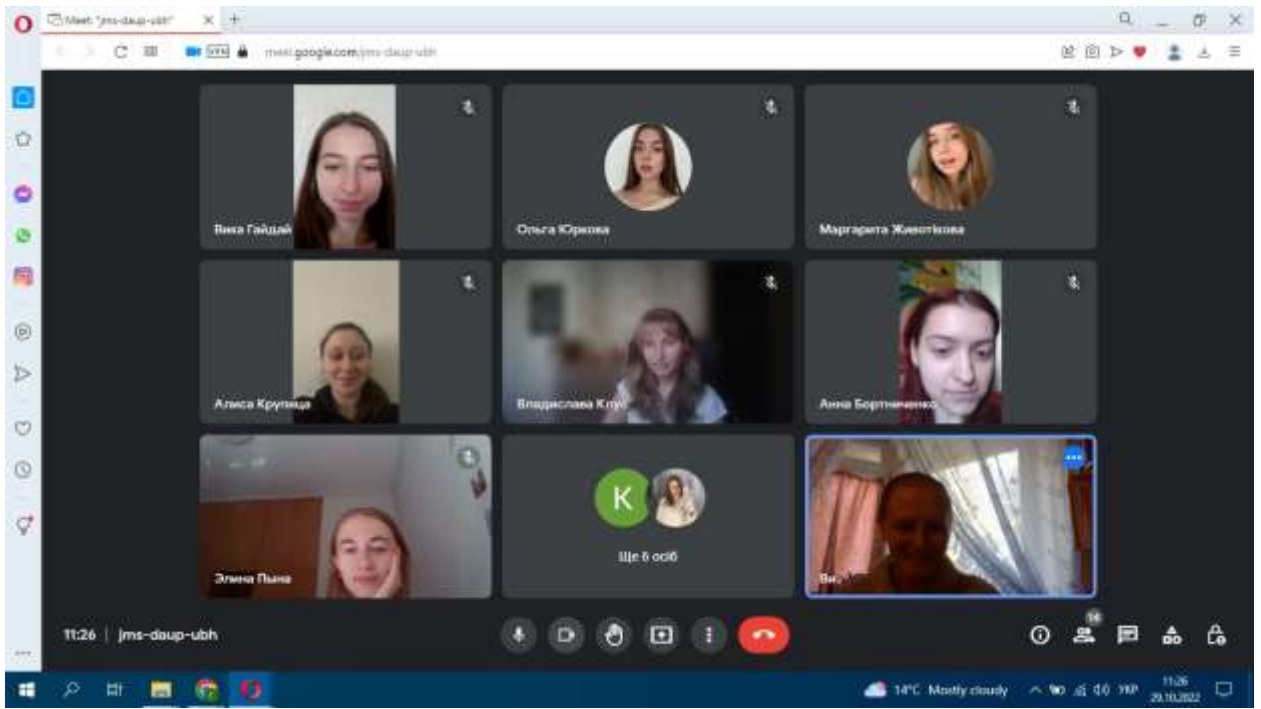 Meet: "jms-daup-ubh"
VPN
meet.google.com/jms-daup-ubh
Вика Гайдай
Ольга Юркова
Маргарита Животікова
Алиса Крупица
Владислава
Анна Бортниченко
Элина Пына
K
Ще 6 осіб
Ви
11:26 | jms-daup-ubh
14°C Mostly cloudy
УКР
11:26
29.10.2022